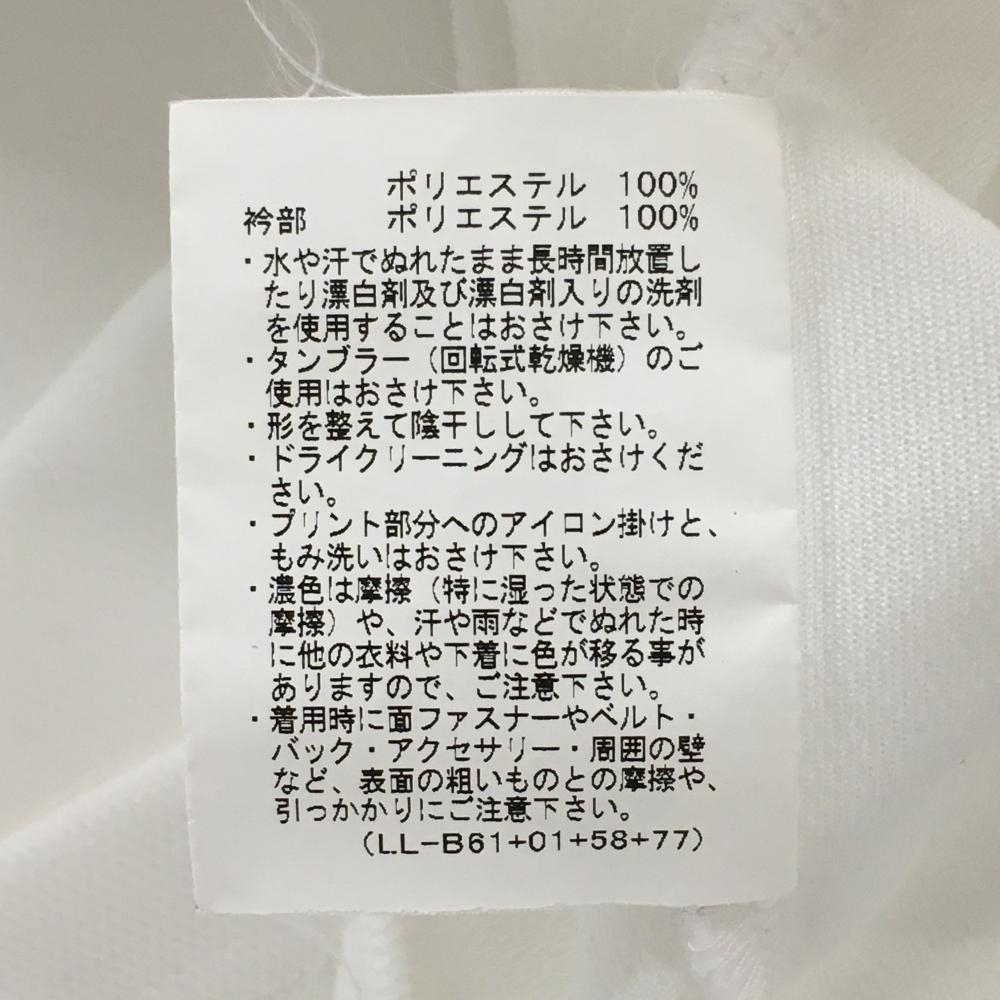 ポリエステル 100%
衿部 ポリエステル 100%
・水や汗でぬれたまま長時間放置し
たり漂白剤及び漂白剤入りの洗剤
を使用することはおさけ下さい。
・タンブラー（回転式乾燥機）のご
使用はおさけ下さい。
・形を整えて陰干しして下さい。
・ドライクリーニングはおさけくだ
さい。
・プリント部分へのアイロン掛けと、
もみ洗いはおさけ下さい。
・濃色は摩擦（特に湿った状態での
摩擦）や、汗や雨などでぬれた時
に他の衣料や下着に色が移る事が
ありますので、ご注意下さい。
・着用時に面ファスナーやベルト・
バック・アクセサリー・周囲の壁
など、表面の粗いものとの摩擦や、
引っかかりにご注意下さい。
（LL-B61+01+58+77）